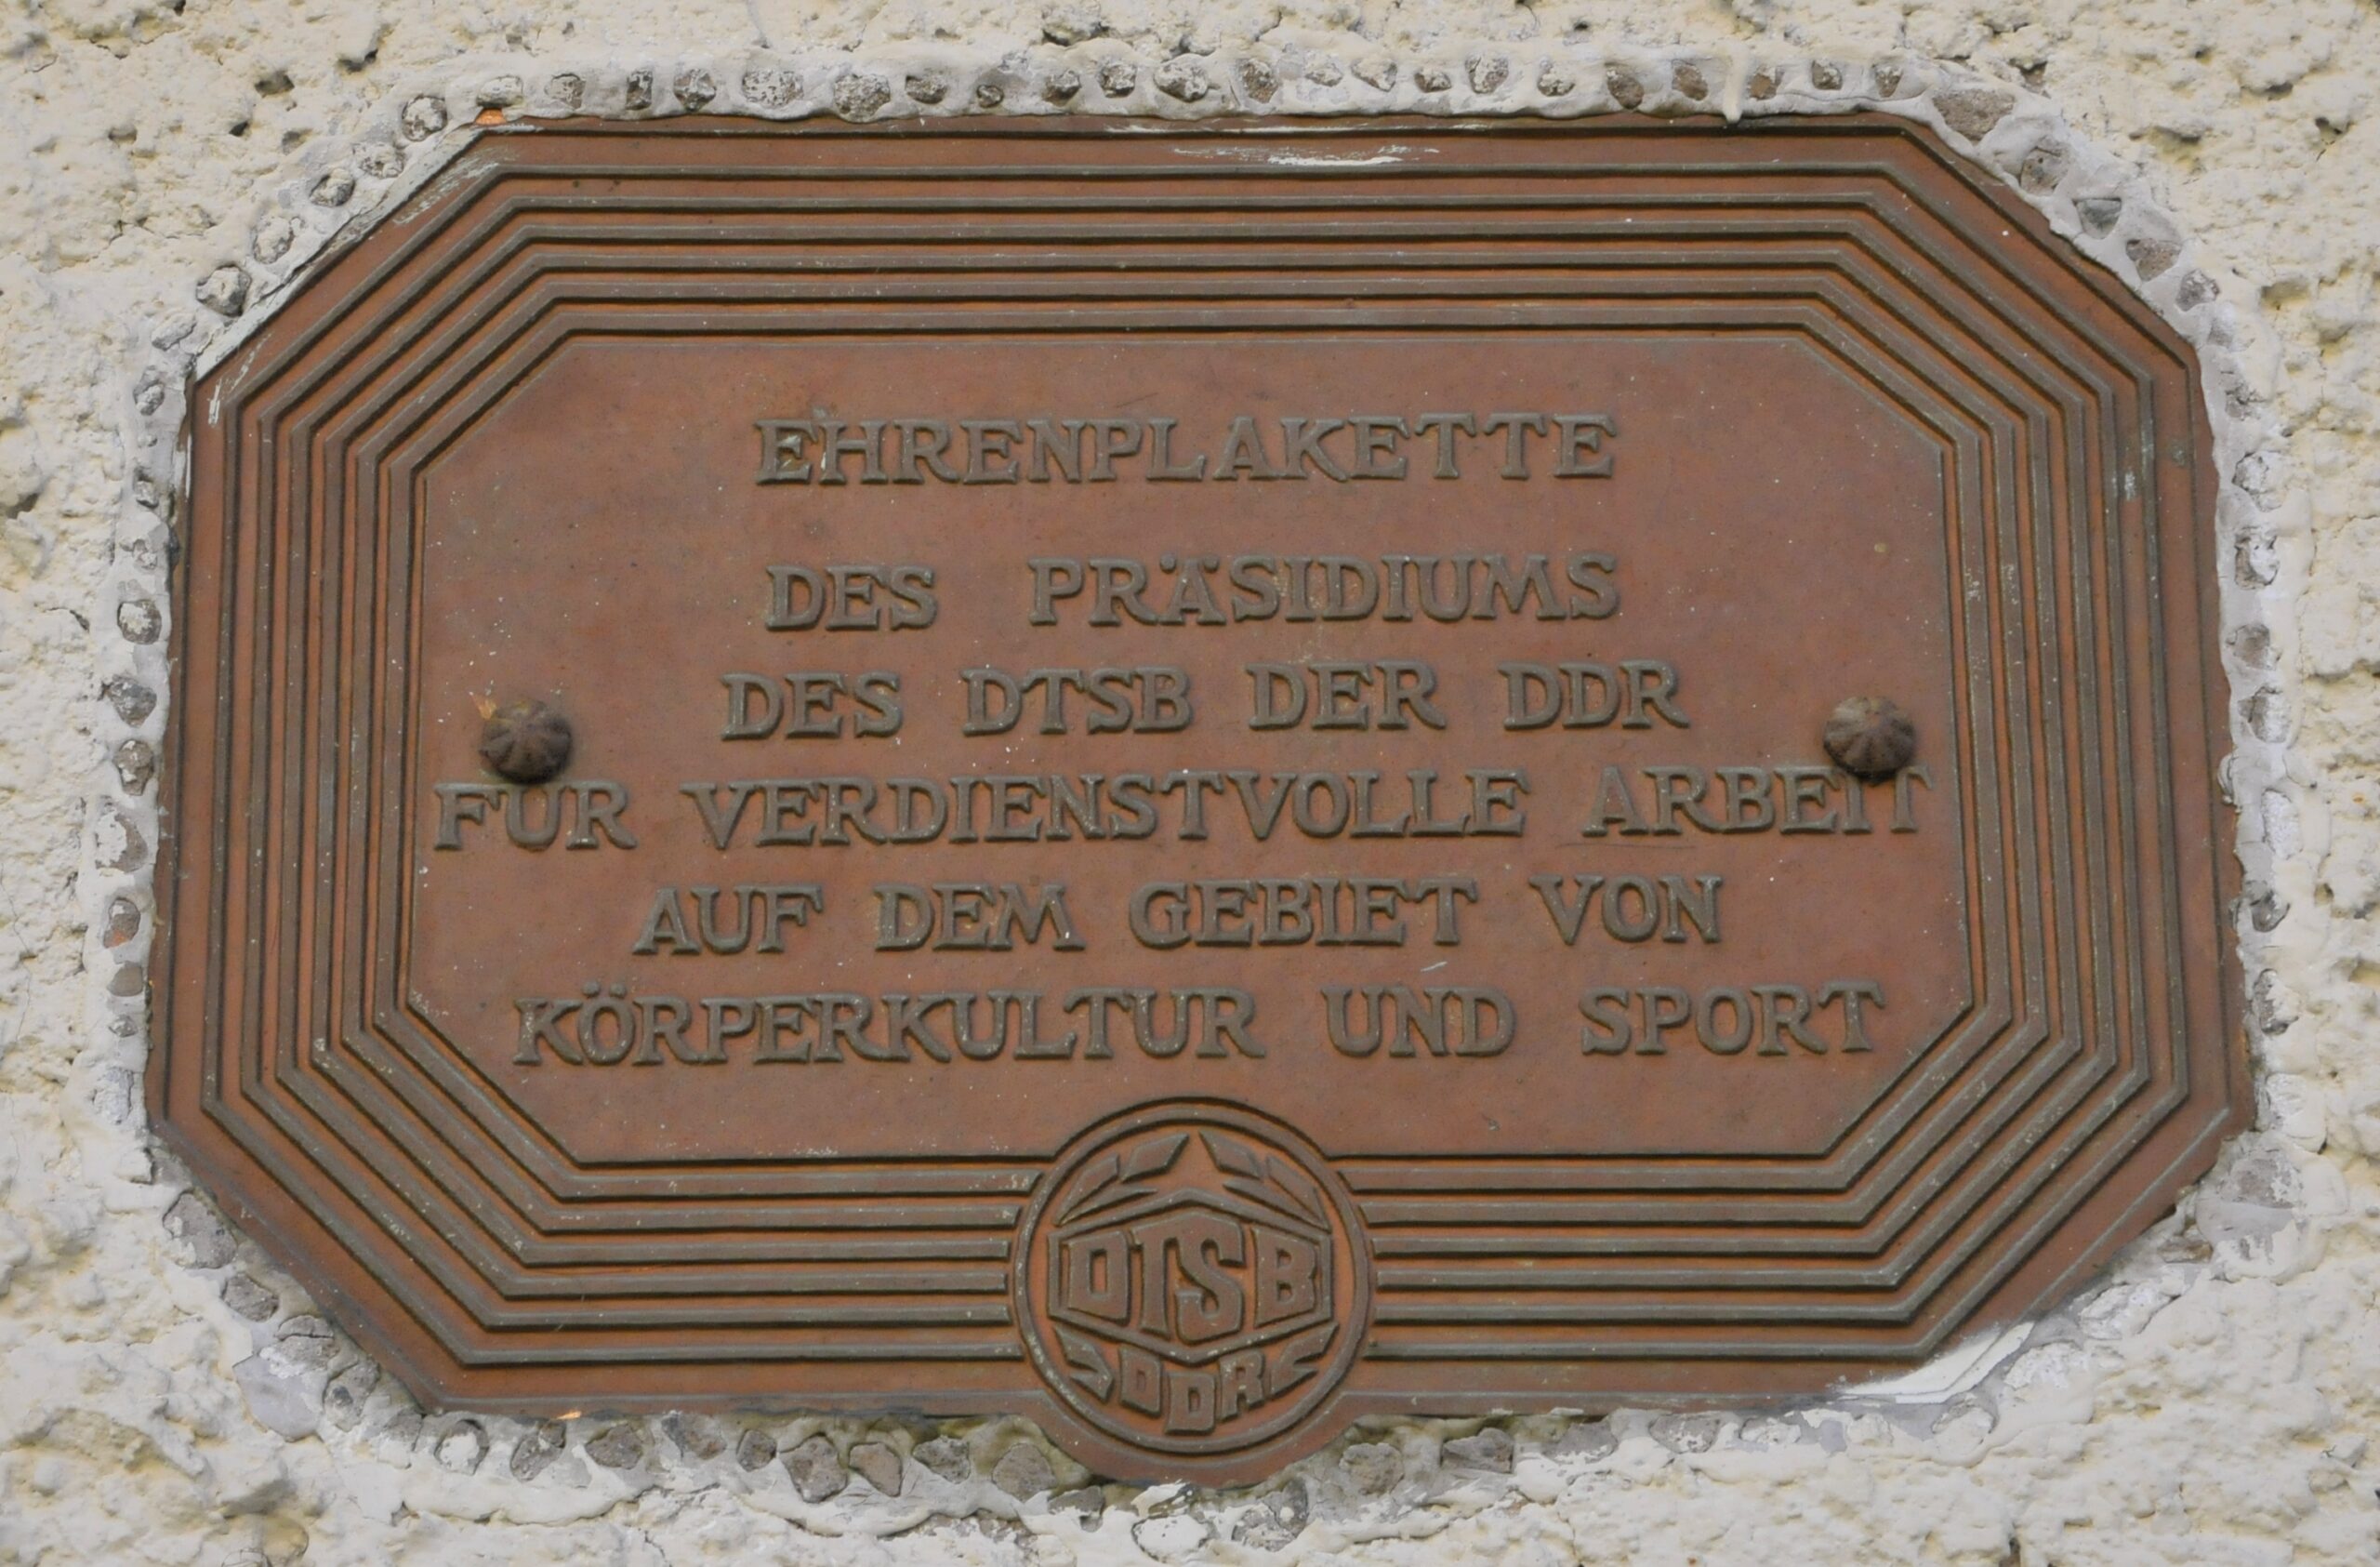 EHRENPLAKETTE
DES PRÄSIDIUMS
DES DTSB DER DDR
FÜR VERDIENSTVOLLE ARBEIT
AUF DEM GEBIET VON
KÖRPERKULTUR UND SPORT
DTSB
DDR